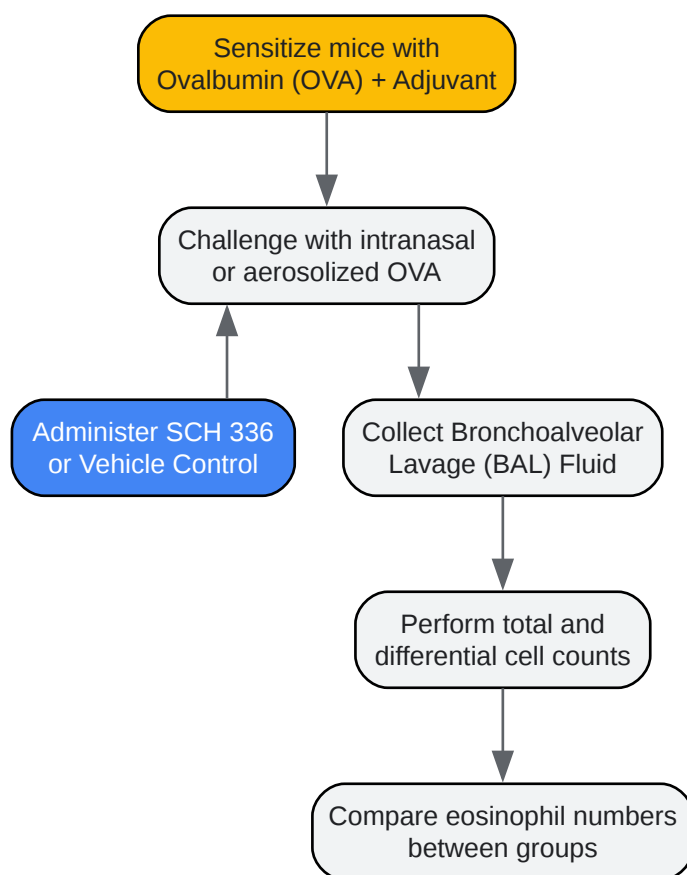 Sensitize mice with
Ovalbumin (OVA) + Adjuvant
Challenge with intranasal
or aerosolized OVA
Administer SCH 336
or Vehicle Control
Collect Bronchoalveolar
Lavage (BAL) Fluid
Perform total and
differential cell counts
Compare eosinophil numbers
between groups